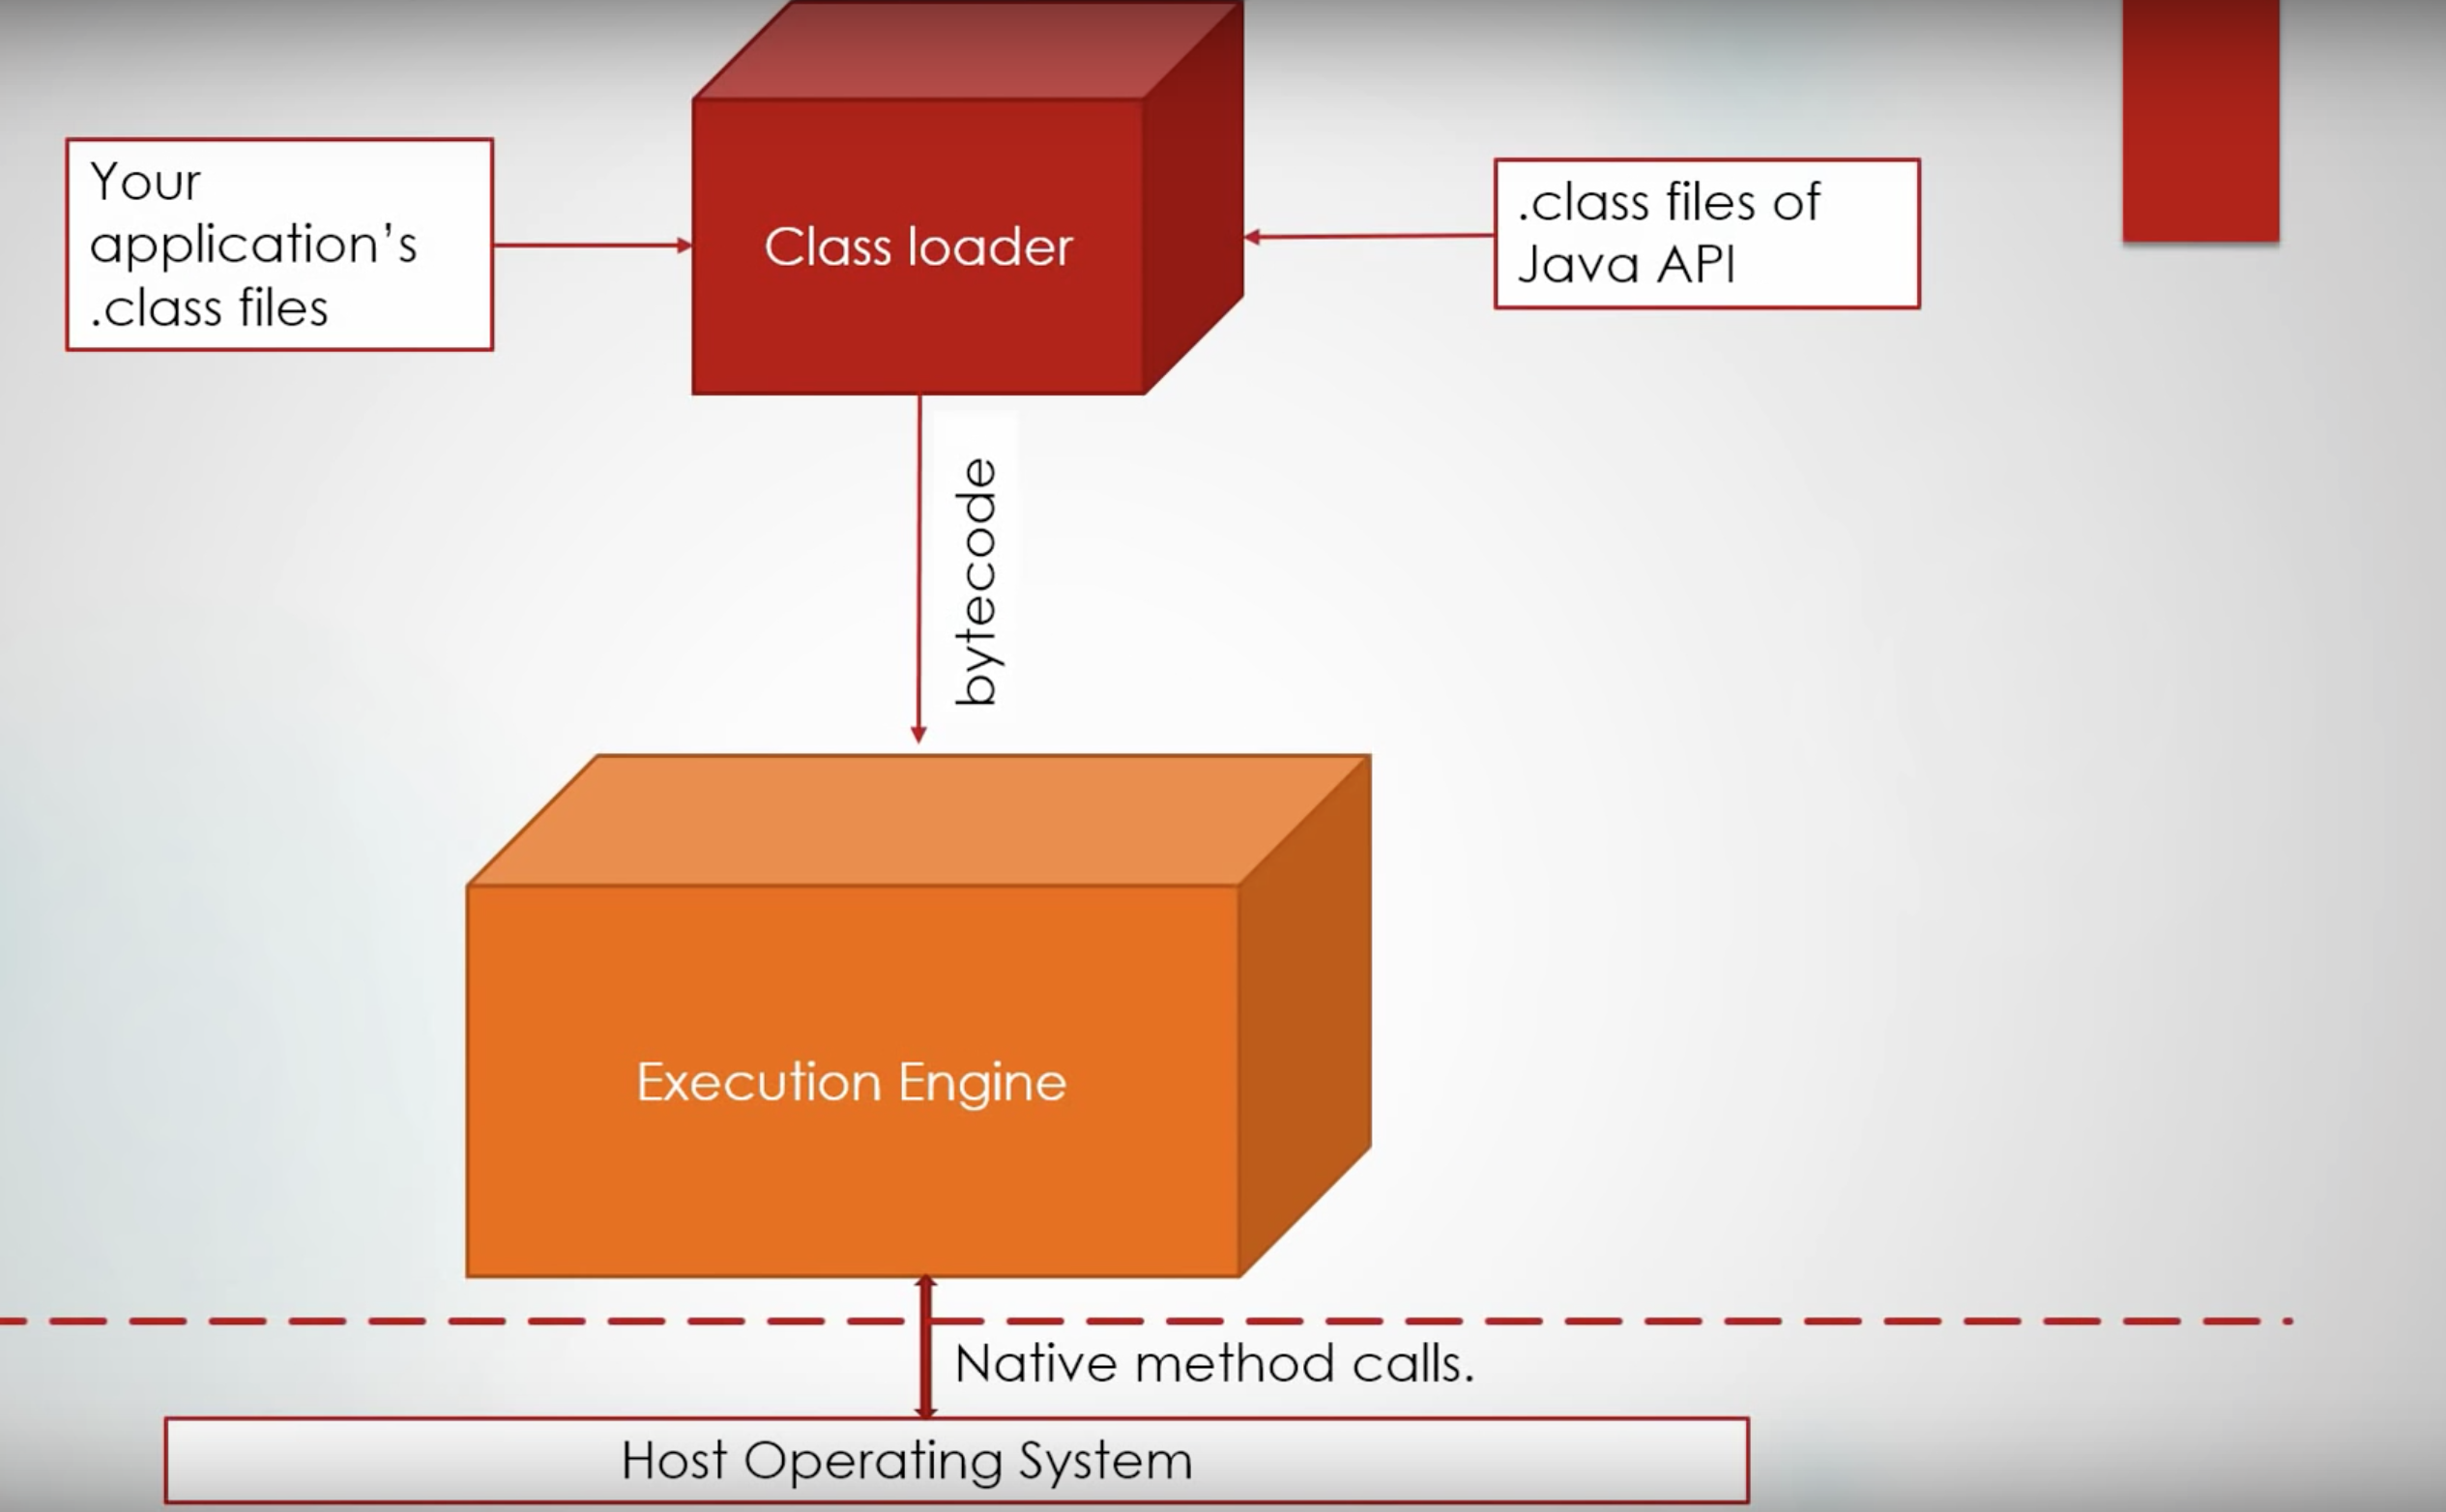 Your
application’s
.class files
Class loader
.class files of
Java API
bytecode
Execution Engine
Native method calls.
Host Operating System